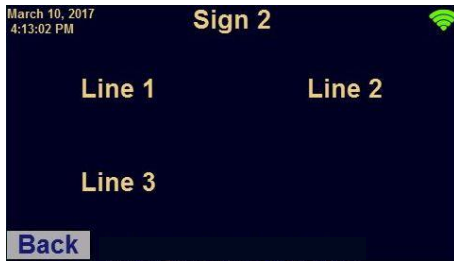 March 10, 2017
4:13:02 PM
Sign 2
Line 1
Line 2
Line 3
Back